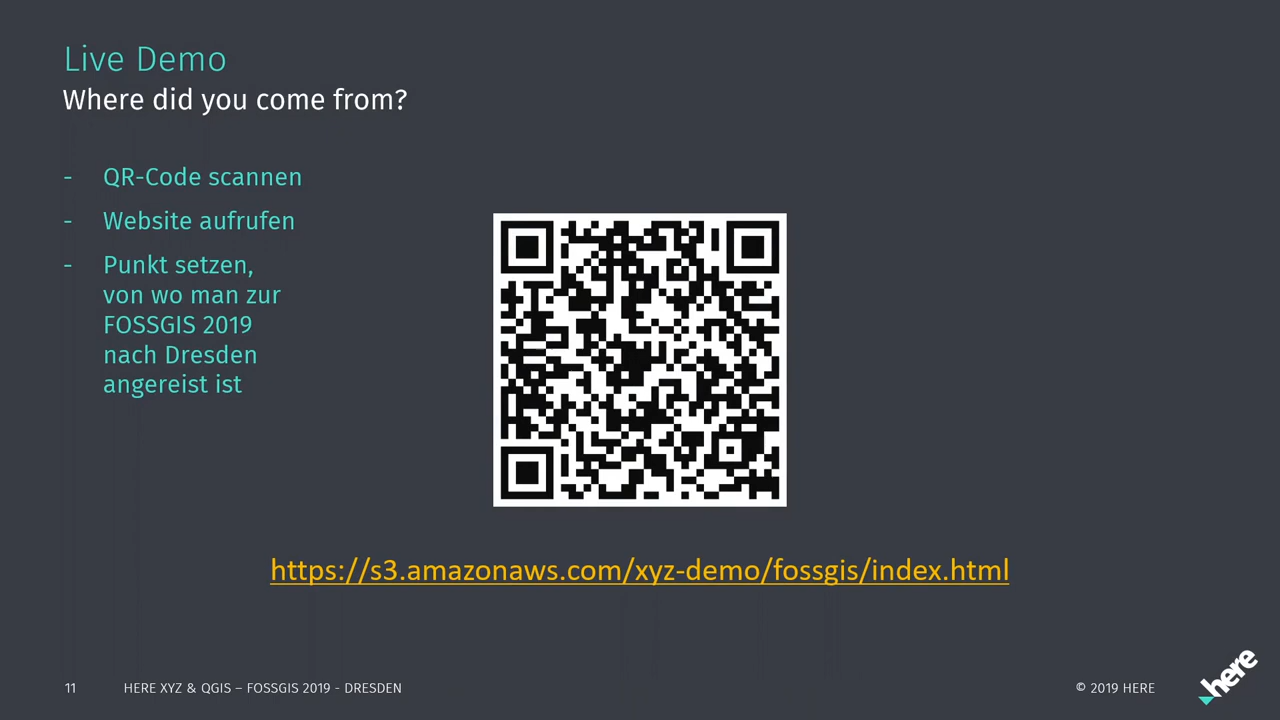 Live Demo
Where did you come from?
- QR-Code scannen
- Website aufrufen
- Punkt setzen,
von wo man zur
FOSSGIS 2019
nach Dresden
angereist ist
https://s3.amazonaws.com/xyz-demo/fossgis/index.html
11 HERE XYZ & QGIS – FOSSGIS 2019 - DRESDEN
© 2019 HERE
here